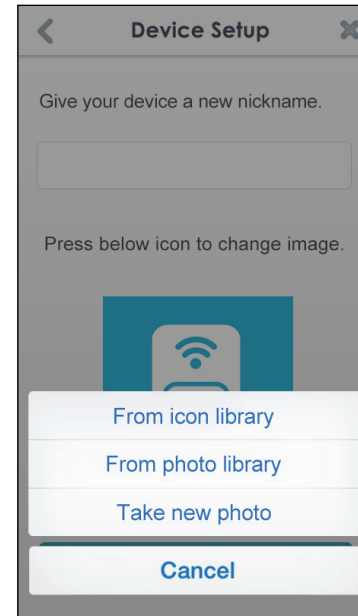 Device Setup
Give your device a new nickname.
Press below icon to change image.
From icon library
From photo library
Take new photo
Cancel